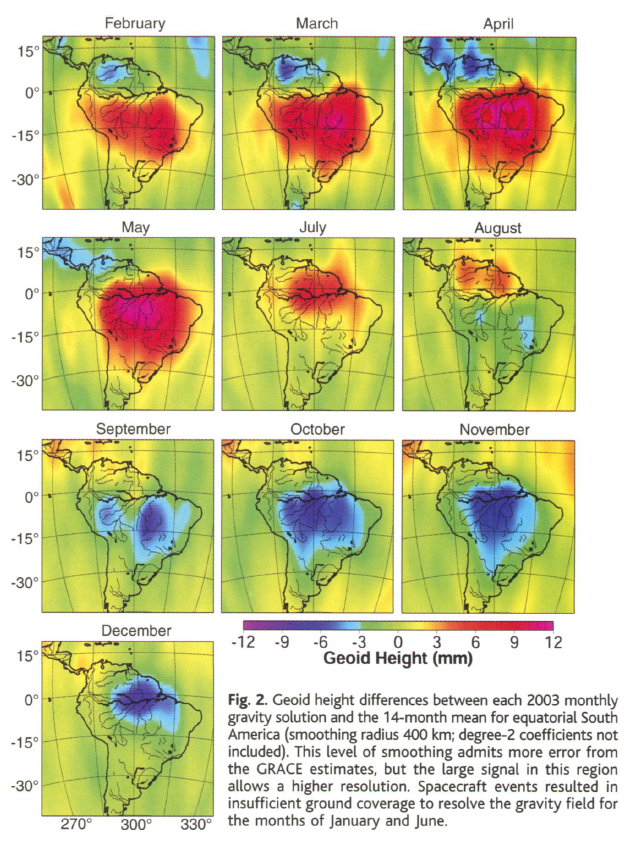 February March April
15°
0°
-15°
-30°
May July August
15°
0°
-15°
-30°
September October November
15°
0°
-15°
-30°
December
15°
0°
-15°
-30°
270° 300° 330°
-12 -9 -6 -3 0 3 6 9 12
Geoid Height (mm)
Fig. 2. Geoid height differences between each 2003 monthly
gravity solution and the 14-month mean for equatorial South
America (smoothing radius 400 km; degree-2 coefficients not
included). This level of smoothing admits more error from
the GRACE estimates, but the large signal in this region
allows a higher resolution. Spacecraft events resulted in
insufficient ground coverage to resolve the gravity field for
the months of January and June.